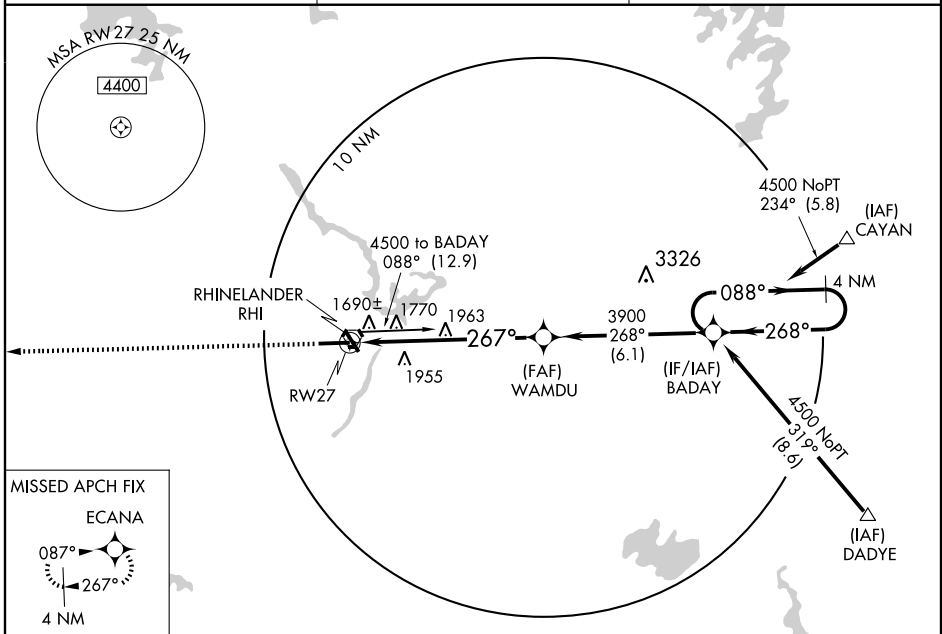 MSA RW27 25 NM
4400
10 NM
4500 NoPT
234° (5.8)
(IAF)
CAYAN
4500 to BADAY
088° (12.9)
3326
088°
4 NM
RHINELANDER
RHI
1690±
1770
1963
267°
3900
268°
(6.1)
268°
1955
RW27
(FAF)
WAMDU
(IF/IAF)
BADAY
4500 NoPT
319°
(8.6)
(IAF)
DADYE
MISSED APCH FIX
ECANA
087°
267°
4 NM